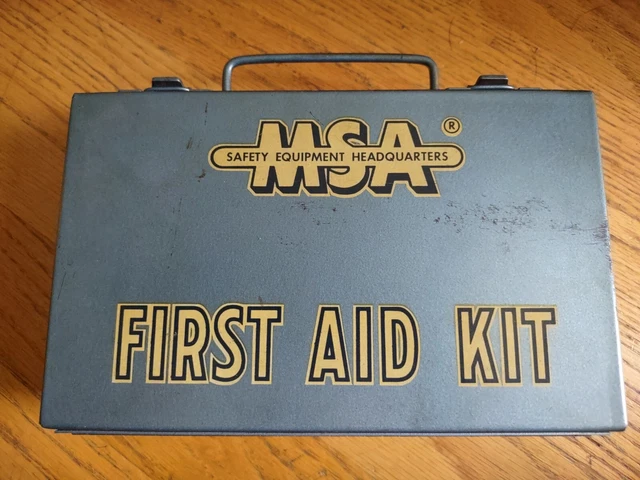 MSA ®
SAFETY EQUIPMENT HEADQUARTERS
FIRST AID KIT